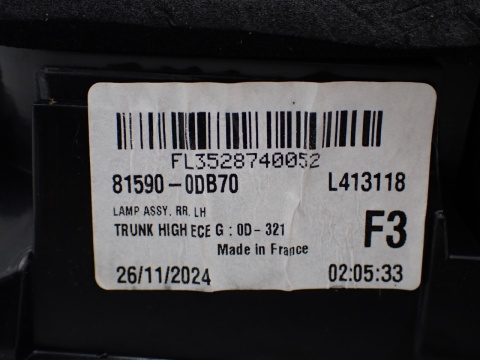 FL3528740052
81590-0DB70 L413118
LAMP ASSY, RR, LH
TRUNK HIGH ECE G : 0D-321 F3
Made in France
26/11/2024 02:05:33